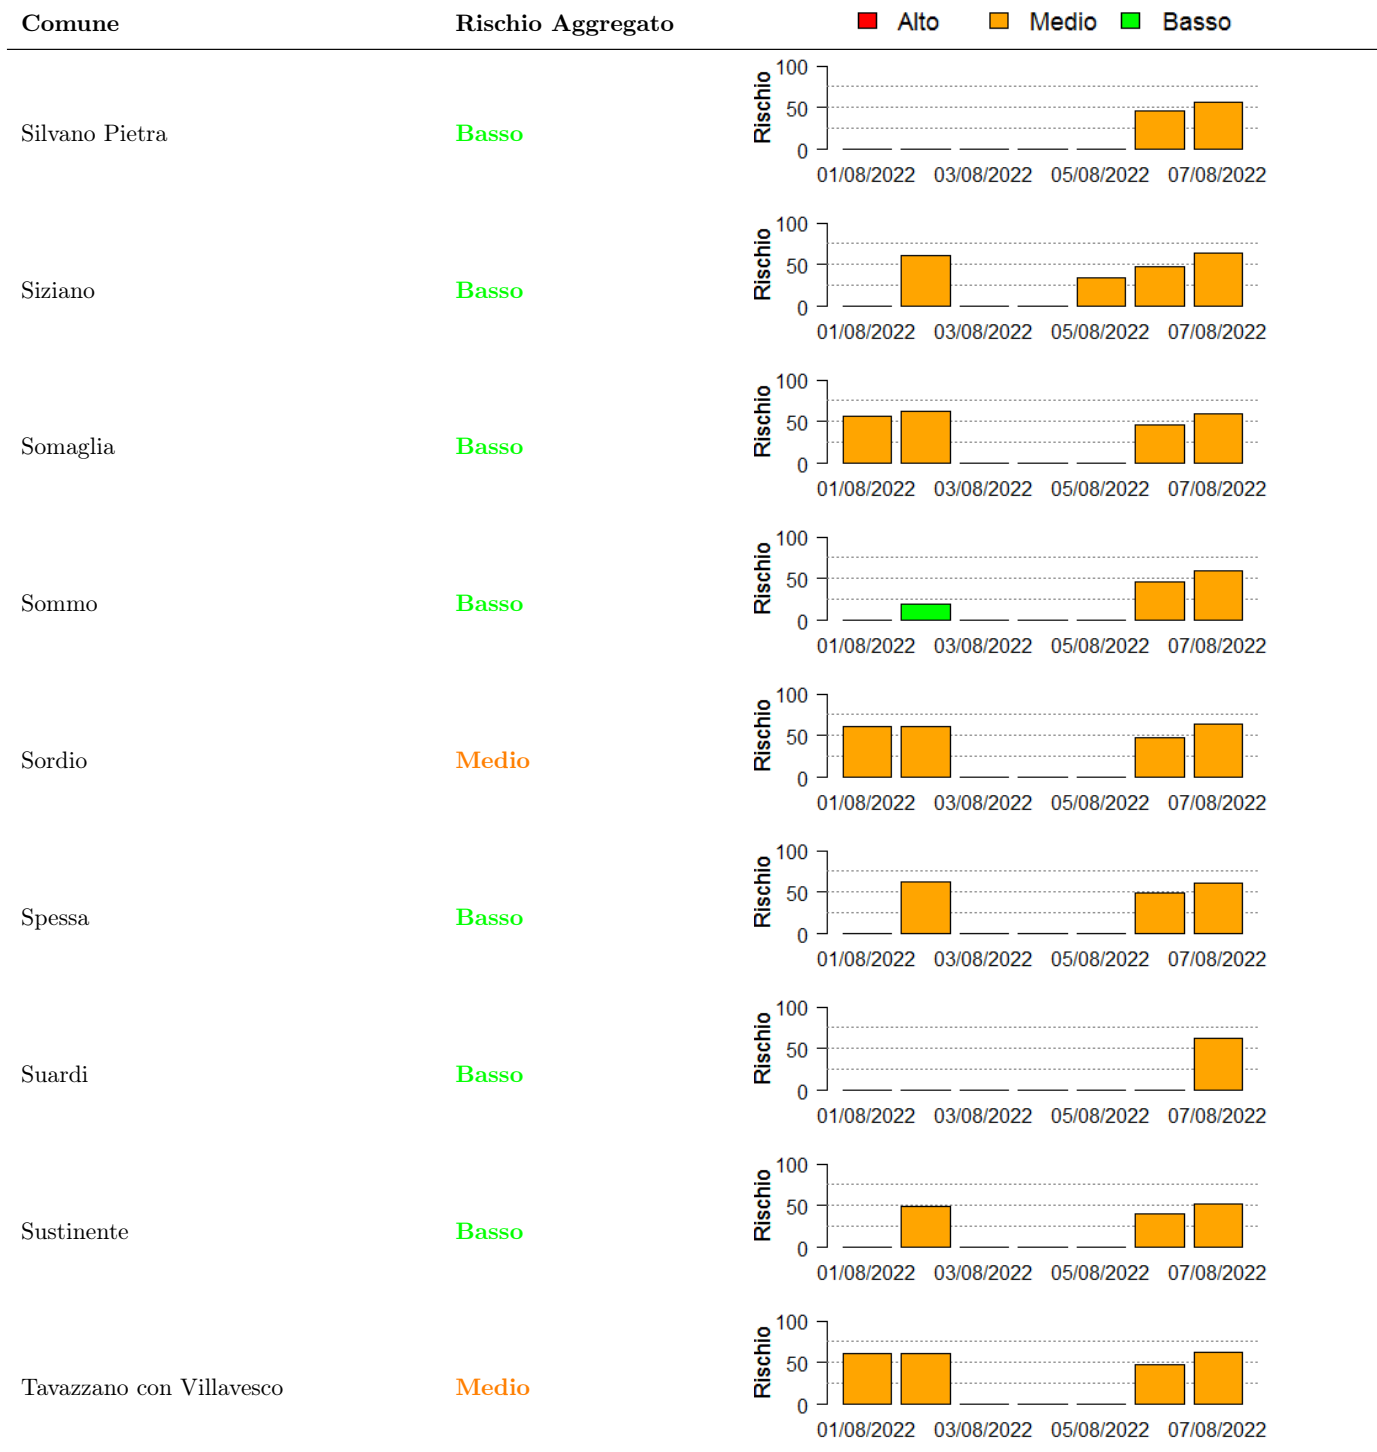 Comune Rischio Aggregato Alto Medio Basso
100
50
0
Rischio
Silvano Pietra Basso
01/08/2022 03/08/2022 05/08/2022 07/08/2022
100
50
0
Rischio
Siziano Basso
01/08/2022 03/08/2022 05/08/2022 07/08/2022
100
50
0
Rischio
Somaglia Basso
01/08/2022 03/08/2022 05/08/2022 07/08/2022
100
50
0
Rischio
Sommo Basso
01/08/2022 03/08/2022 05/08/2022 07/08/2022
100
50
0
Rischio
Sordio Medio
01/08/2022 03/08/2022 05/08/2022 07/08/2022
100
50
0
Rischio
Spessa Basso
01/08/2022 03/08/2022 05/08/2022 07/08/2022
100
50
0
Rischio
Suardi Basso
01/08/2022 03/08/2022 05/08/2022 07/08/2022
100
50
0
Rischio
Sustinente Basso
01/08/2022 03/08/2022 05/08/2022 07/08/2022
100
50
0
Rischio
Tavazzano con Villavesco Medio
01/08/2022 03/08/2022 05/08/2022 07/08/2022